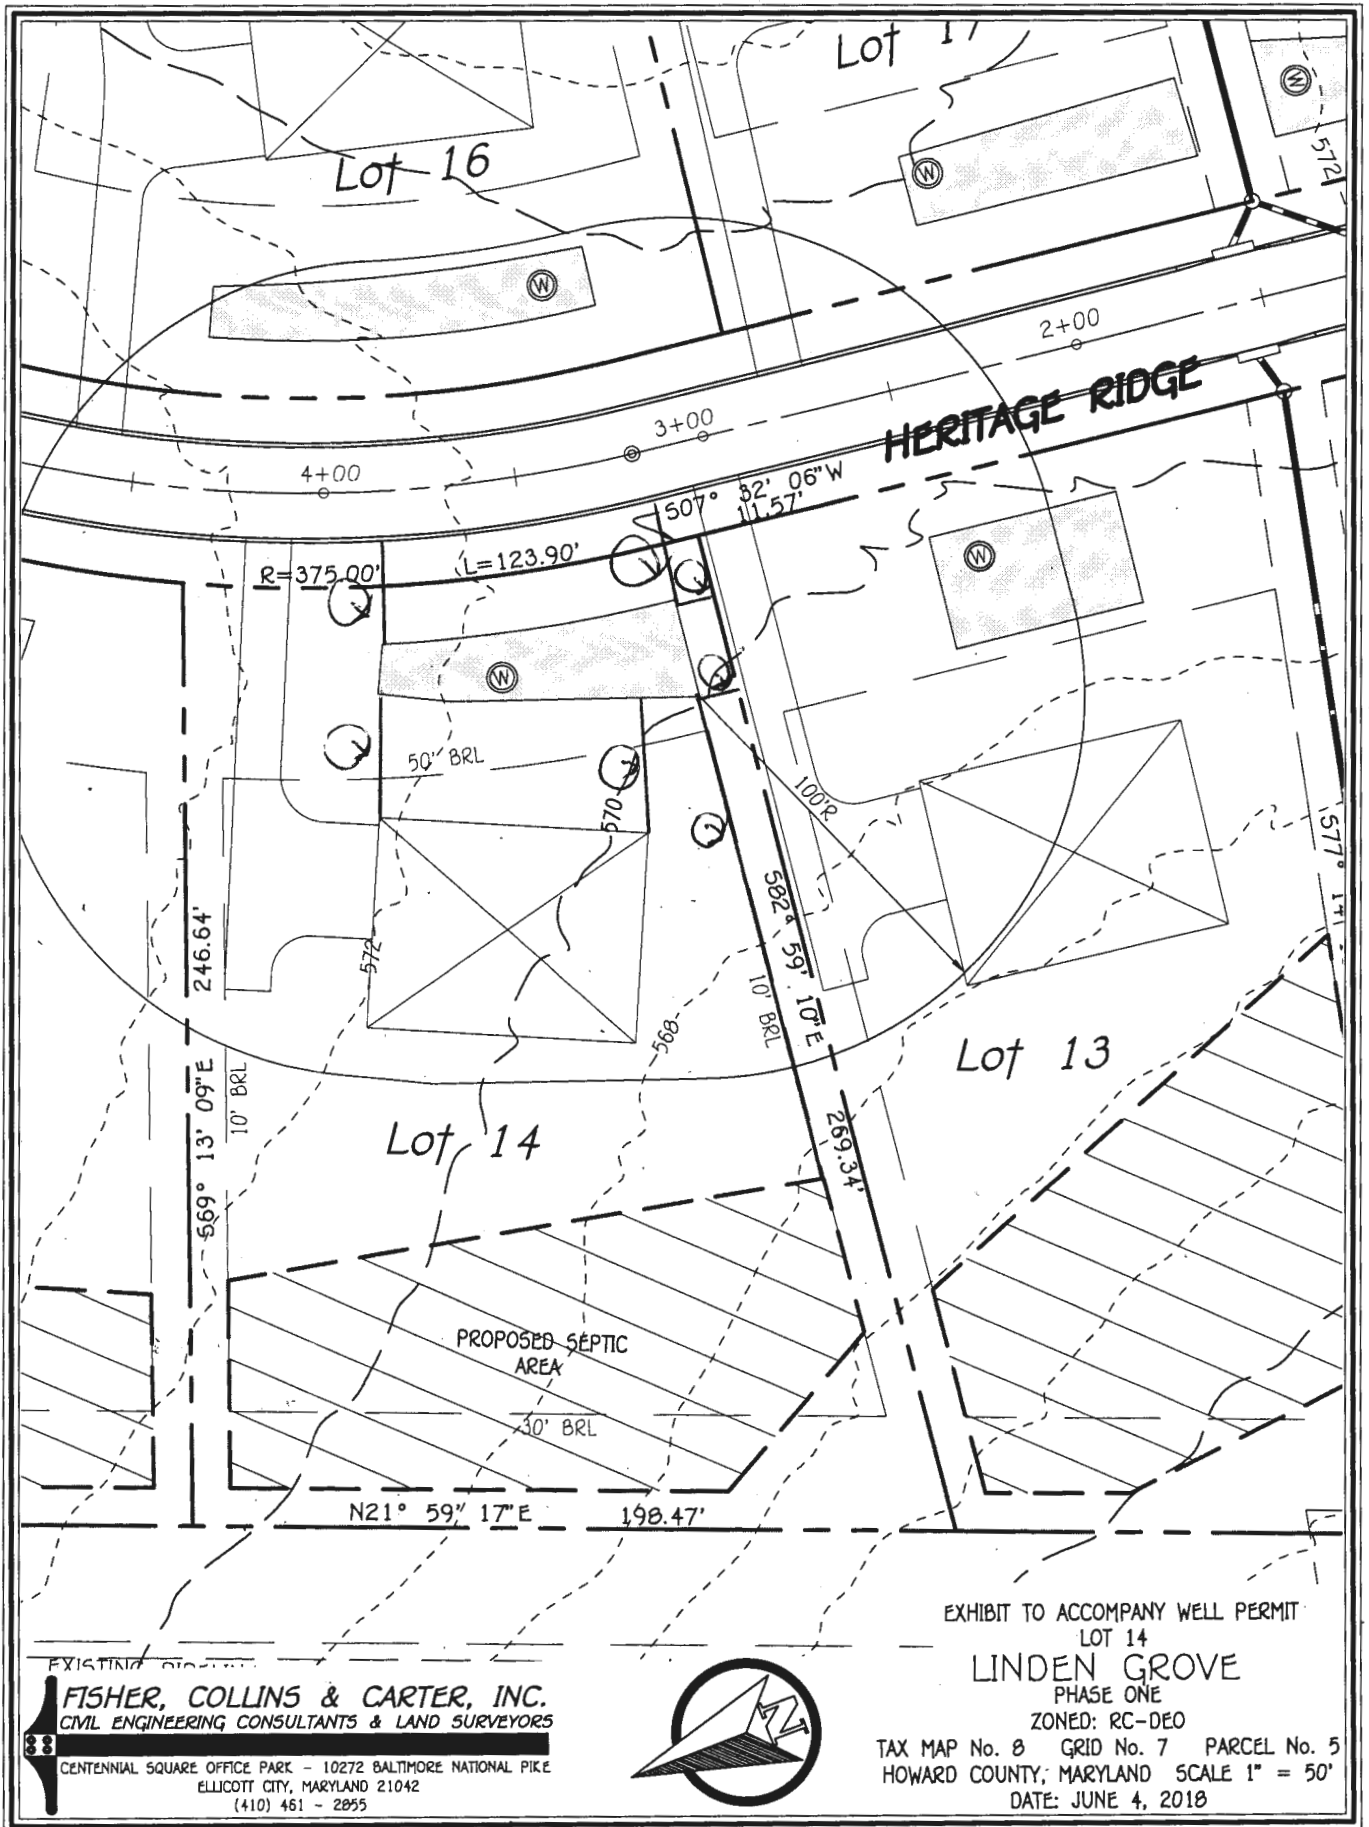 Lot 17
W
572
Lot 16
W
W
2+00
HERITAGE RIDGE
3+00
4+00
S07° 32' 06"W
11.57'
L=123.90'
R=375.00'
W
W
50' BRL
570
100'R
S77° 14'
246.64'
S69° 13' 09"E
10' BRL
572
568
S82° 59' 10"E
269.34'
10' BRL
Lot 13
Lot 14
PROPOSED SEPTIC
AREA
30' BRL
N21° 59' 17"E 198.47'
EXISTING
FISHER, COLLINS & CARTER, INC.
CIVIL ENGINEERING CONSULTANTS & LAND SURVEYORS
CENTENNIAL SQUARE OFFICE PARK - 10272 BALTIMORE NATIONAL PIKE
ELLICOTT CITY, MARYLAND 21042
(410) 461 - 2855
N
EXHIBIT TO ACCOMPANY WELL PERMIT
LOT 14
LINDEN GROVE
PHASE ONE
ZONED: RC-DEO
TAX MAP No. 8 GRID No. 7 PARCEL No. 5
HOWARD COUNTY, MARYLAND SCALE 1" = 50'
DATE: JUNE 4, 2018